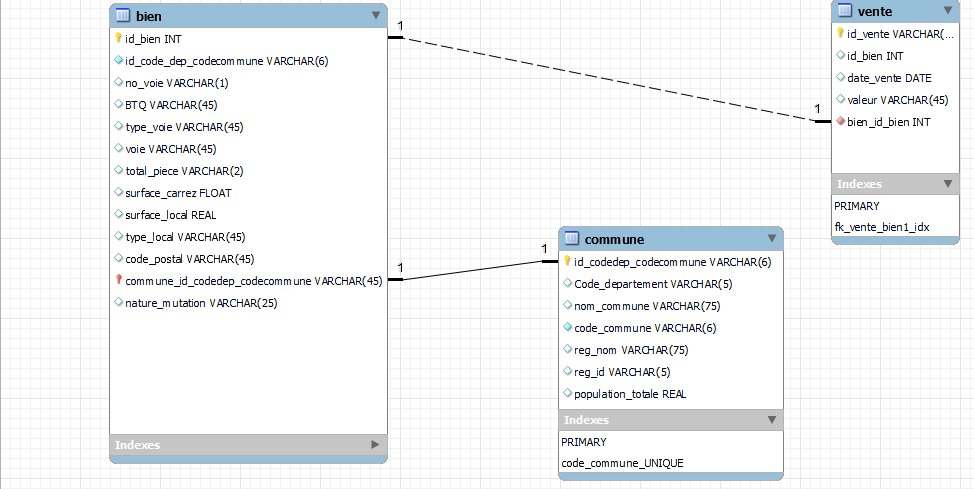 bien
id_bien INT
id_code_dep_codecommune VARCHAR(6)
no_voie VARCHAR(1)
BTQ VARCHAR(45)
type_voie VARCHAR(45)
voie VARCHAR(45)
total_piece VARCHAR(2)
surface_carrez FLOAT
surface_local REAL
type_local VARCHAR(45)
code_postal VARCHAR(45)
commune_id_codedep_codecommune VARCHAR(45)
nature_mutation VARCHAR(25)
Indexes
1
1
1
1
vente
id_vente VARCHAR(...
id_bien INT
date_vente DATE
valeur VARCHAR(45)
bien_id_bien INT
Indexes
PRIMARY
fk_vente_bien1_idx
commune
id_codedep_codecommune VARCHAR(6)
Code_departement VARCHAR(5)
nom_commune VARCHAR(75)
code_commune VARCHAR(6)
reg_nom VARCHAR(75)
reg_id VARCHAR(5)
population_totale REAL
Indexes
PRIMARY
code_commune_UNIQUE